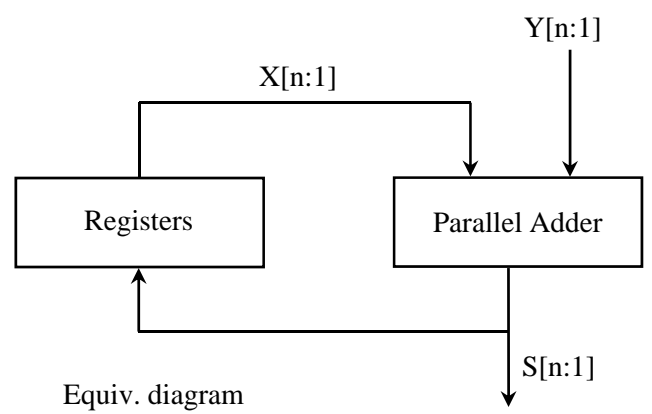 Y[n:1]
X[n:1]
Registers
Parallel Adder
S[n:1]
Equiv. diagram